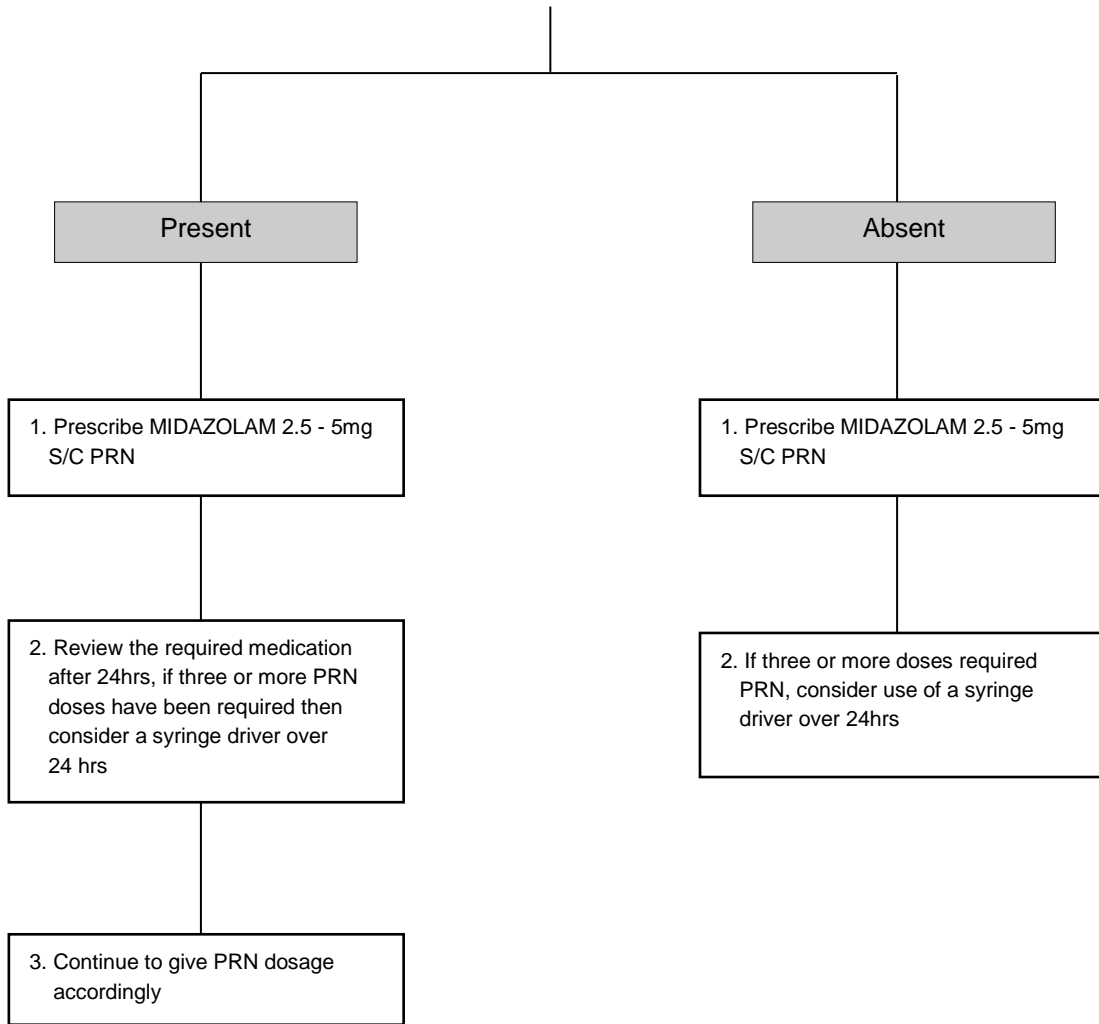 Present
Absent
1. Prescribe MIDAZOLAM 2.5 - 5mg
S/C PRN
1. Prescribe MIDAZOLAM 2.5 - 5mg
S/C PRN
2. Review the required medication
after 24hrs, if three or more PRN
doses have been required then
consider a syringe driver over
24 hrs
2. If three or more doses required
PRN, consider use of a syringe
driver over 24hrs
3. Continue to give PRN dosage
accordingly